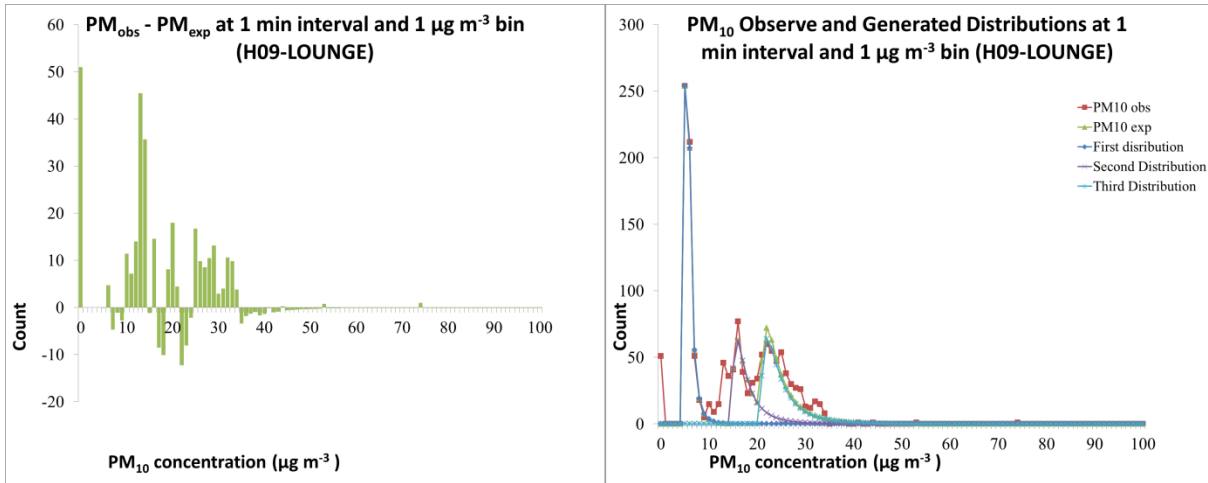 PM₁₀ Observe and Generated Distributions at 1
min interval and 1 µg m⁻³ bin (H09-LOUNGE)
PMobs - PMexp at 1 min interval and 1 µg m⁻³ bin
(H09-LOUNGE)
60
50
40
30
20
10
0
-10
-20
Count
0 10 20 30 40 50 60 70 80 90 100
PM₁₀ concentration (µg m⁻³ )
300
250
200
150
100
50
0
Count
PM10 obs
PM10 exp
First disribution
Second Distribution
Third Distribution
0 10 20 30 40 50 60 70 80 90 100
PM₁₀ concentration (µg m⁻³ )